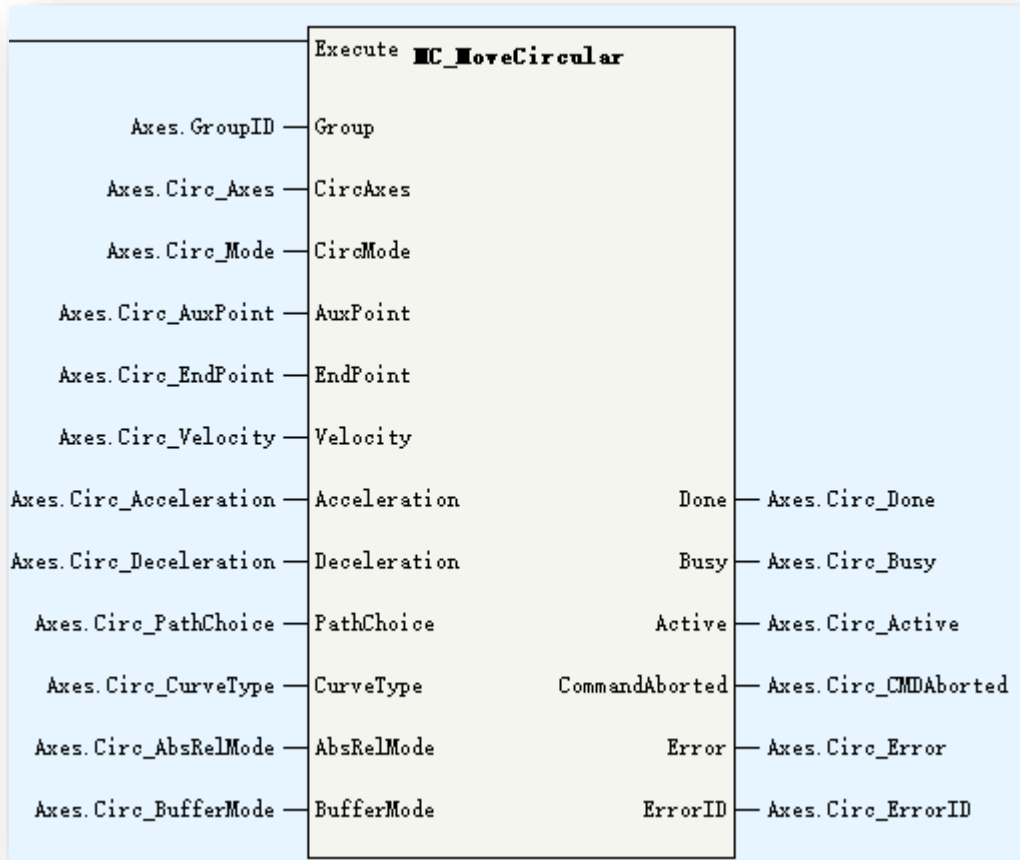 Execute MC_MoveCircular
Axes.GroupID Group
Axes.Circ_Axes CircAxes
Axes.Circ_Mode CircMode
Axes.Circ_AuxPoint AuxPoint
Axes.Circ_EndPoint EndPoint
Axes.Circ_Velocity Velocity
Axes.Circ_Acceleration Acceleration Done Axes.Circ_Done
Axes.Circ_Deceleration Deceleration Busy Axes.Circ_Busy
Axes.Circ_PathChoice PathChoice Active Axes.Circ_Active
Axes.Circ_CurveType CurveType CommandAborted Axes.Circ_CMDAborted
Axes.Circ_AbsRelMode AbsRelMode Error Axes.Circ_Error
Axes.Circ_BufferMode BufferMode ErrorID Axes.Circ_ErrorID